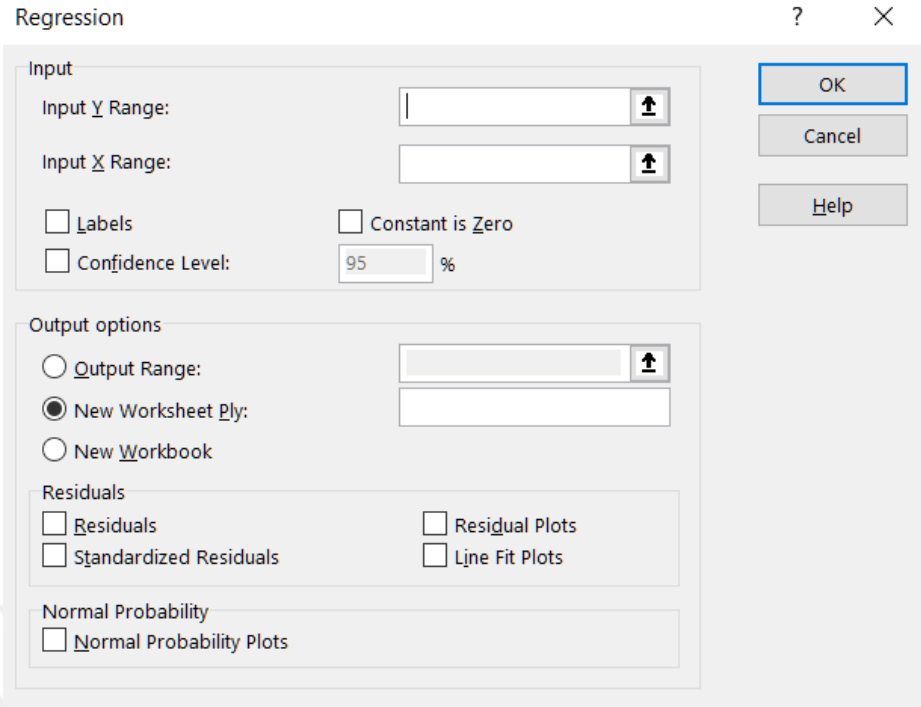 Regression ?
Input
Input Y Range:
Input X Range:
Labels Constant is Zero
Confidence Level: 95 %
Output options
Output Range:
New Worksheet Ply:
New Workbook
Residuals
Residuals Residual Plots
Standardized Residuals Line Fit Plots
Normal Probability
Normal Probability Plots
OK
Cancel
Help